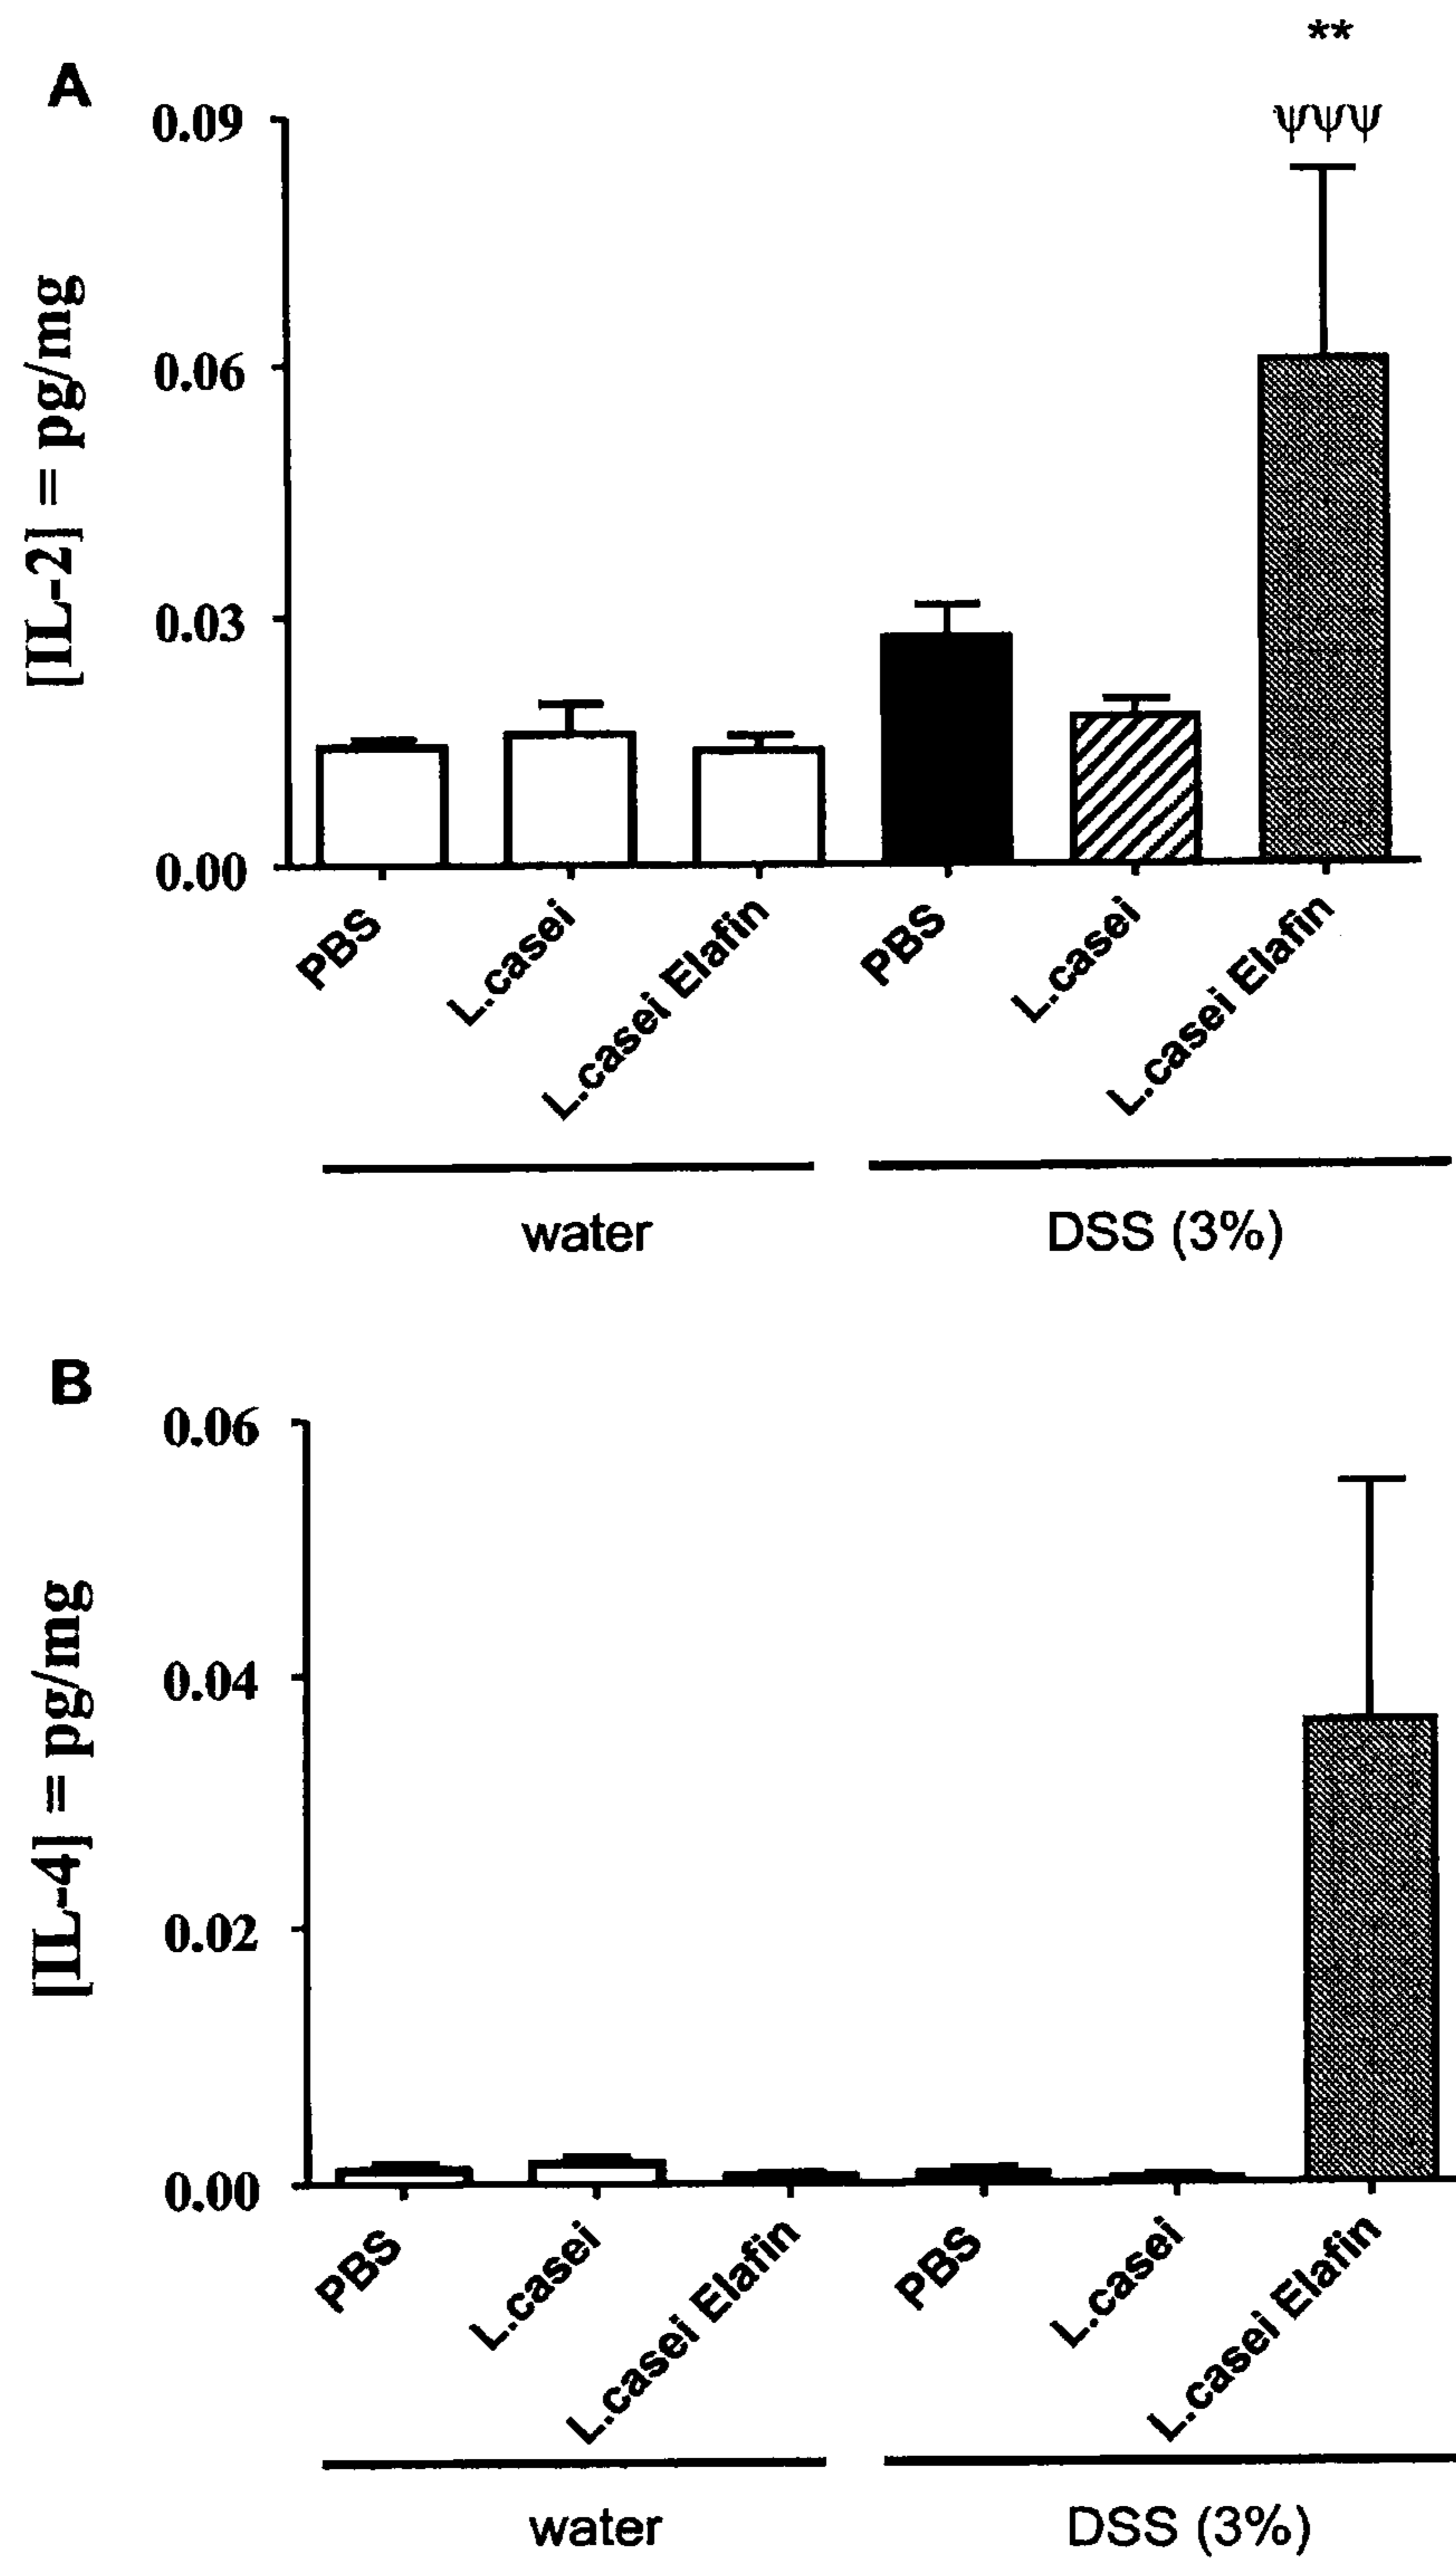 A
**
ψψψ
[IL-2] = pg/mg
0.09
0.06
0.03
0.00
PBS
L.casei
L.casei Elafin
PBS
L.casei
L.casei Elafin
water
DSS (3%)
B
[IL-4] = pg/mg
0.06
0.04
0.02
0.00
PBS
L.casei
L.casei Elafin
PBS
L.casei
L.casei Elafin
water
DSS (3%)